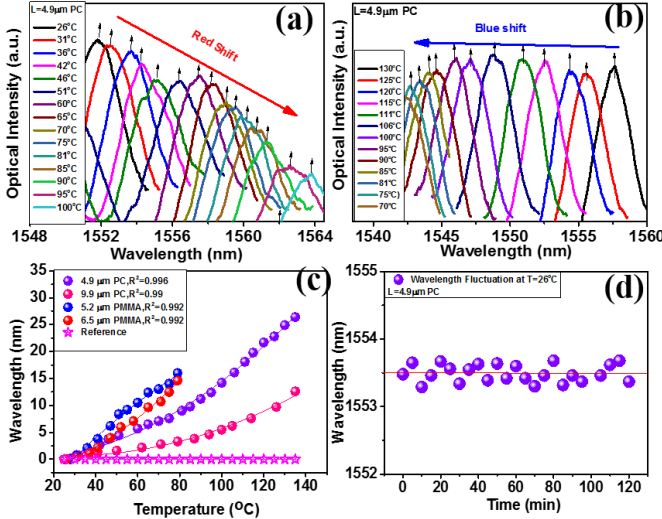 L=4.9μm PC
(a)
26°C
31°C
36°C
42°C
46°C
51°C
60°C
65°C
70°C
75°C
81°C
85°C
90°C
95°C
100°C
Red Shift
Optical Intensity (a.u.)
1548 1552 1556 1560 1564
Wavelength (nm)
L=4.9μm PC
(b)
Blue shift
130°C
125°C
120°C
115°C
111°C
106°C
100°C
95°C
90°C
85°C
81°C
75°C)
70°C
Optical Intensity (a.u.)
1540 1545 1550 1555 1560
Wavelength (nm)
(c)
4.9 μm PC,R²=0.996
9.9 μm PC,R²=0.99
5.2 μm PMMA,R²=0.992
6.5 μm PMMA,R²=0.992
Reference
Wavelength (nm)
35
30
25
20
15
10
5
0
20 40 60 80 100 120 140
Temperature (°C)
(d)
Wavelength Fluctuation at T=26°C
L=4.9μm PC
Wavelength (nm)
1555
1554
1553
1552
0 20 40 60 80 100 120
Time (min)